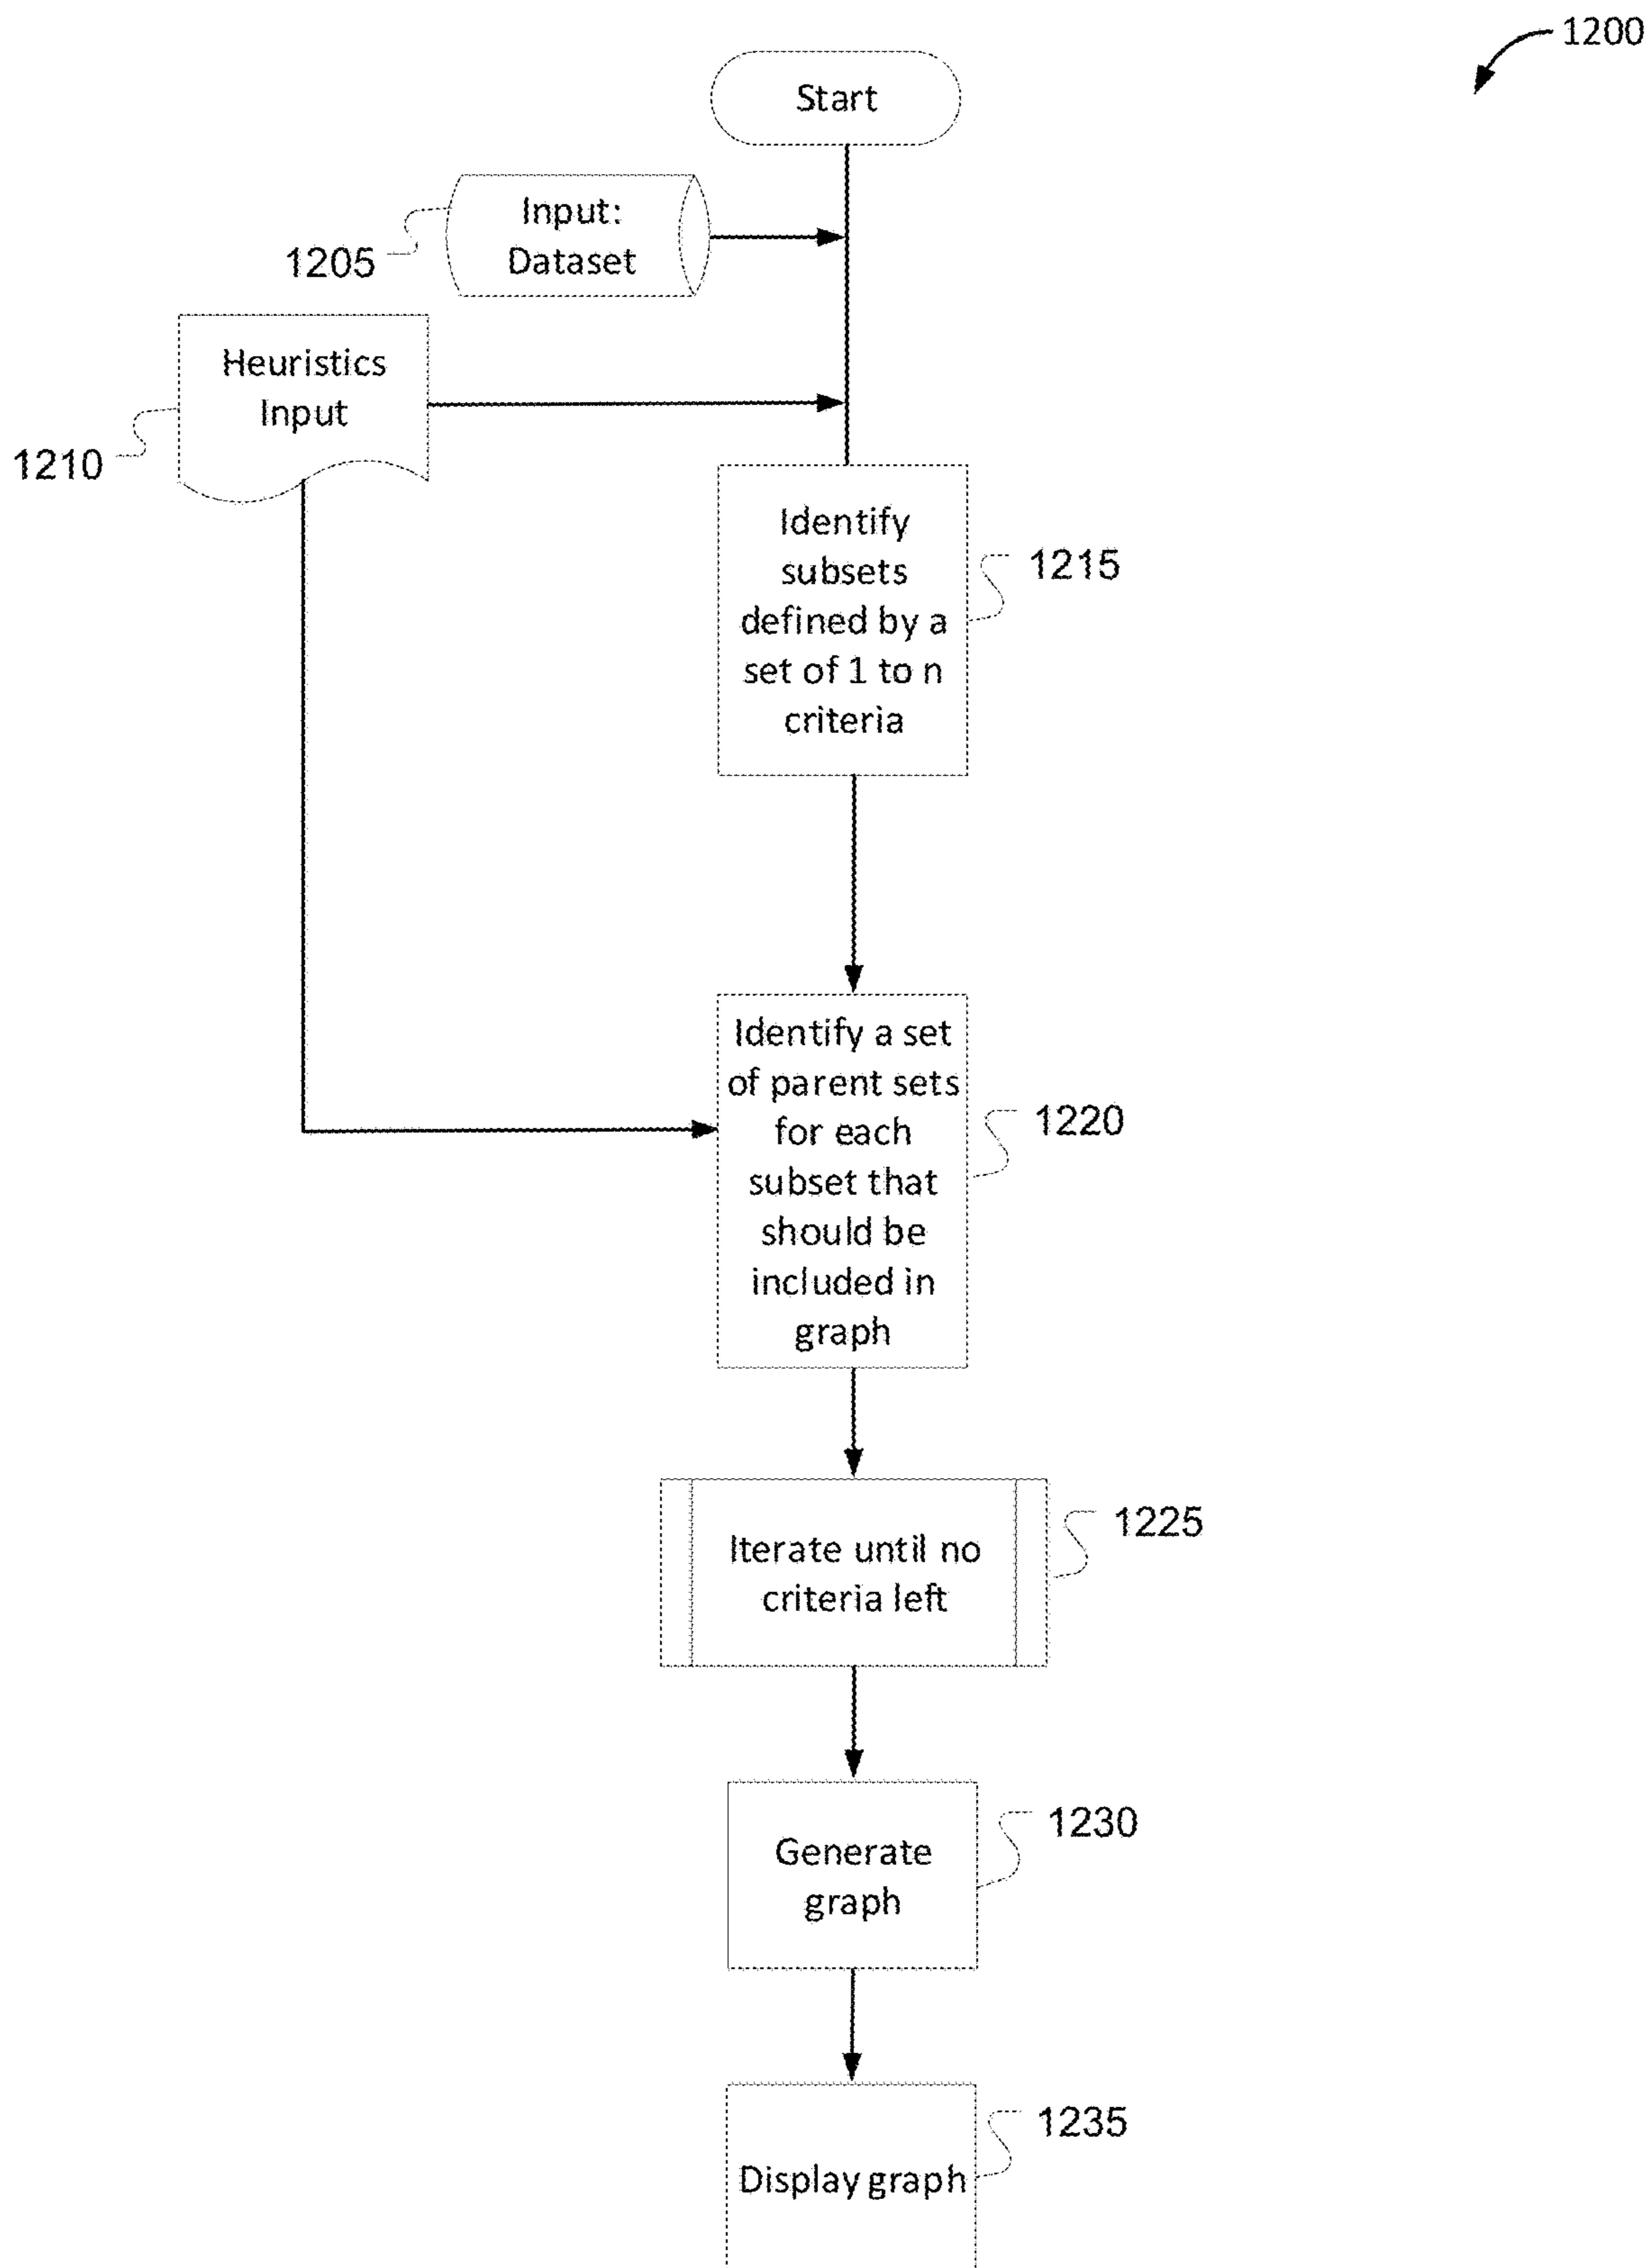 1200
Start
Input:
Dataset
1205
Heuristics
Input
1210
Identify
subsets
defined by a
set of 1 to n
criteria
1215
Identify a set
of parent sets
for each
subset that
should be
included in
graph
1220
Iterate until no
criteria left
1225
Generate
graph
1230
Display graph
1235